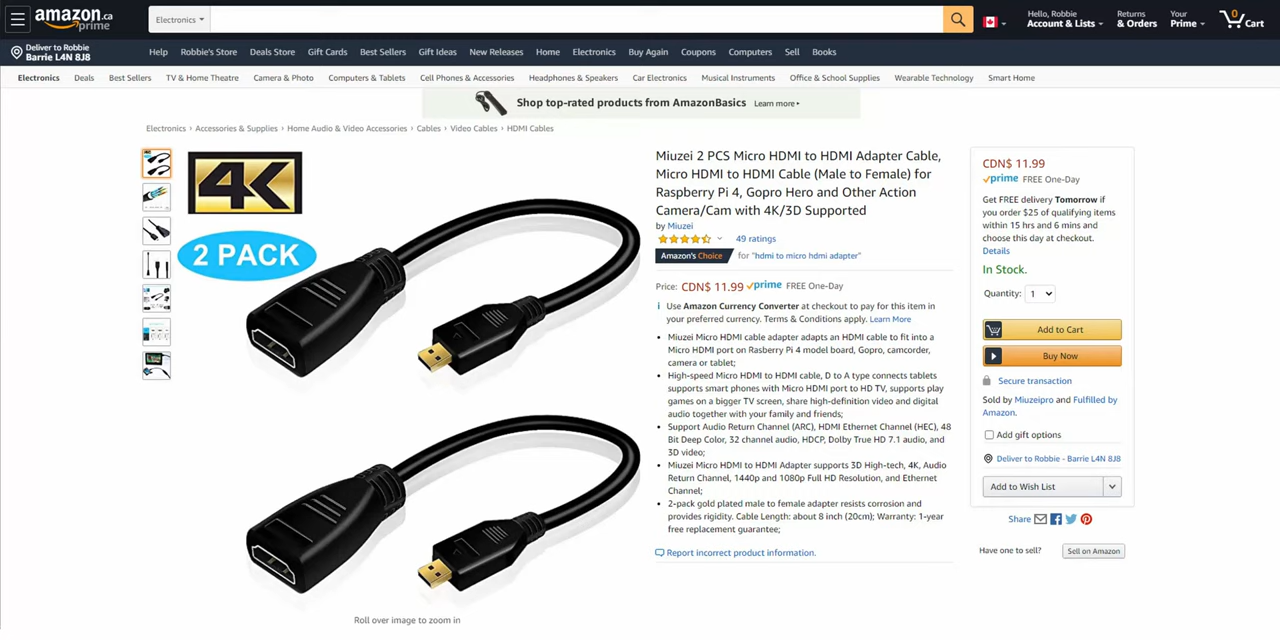 amazon.ca
prime
Electronics
Hello, Robbie
Account & Lists
Returns
& Orders
Your
Prime
0
Cart
Deliver to Robbie
Barrie L4N 8J8
Help Robbie's Store Deals Store Gift Cards Best Sellers Gift Ideas New Releases Home Electronics Buy Again Coupons Computers Sell Books
Electronics Deals Best Sellers TV & Home Theatre Camera & Photo Computers & Tablets Cell Phones & Accessories Headphones & Speakers Car Electronics Musical Instruments Office & School Supplies Wearable Technology Smart Home
Shop top-rated products from AmazonBasics Learn more
Electronics › Accessories & Supplies › Home Audio & Video Accessories › Cables › Video Cables › HDMI Cables
4K
2 PACK
Roll over image to zoom in
Miuzei 2 PCS Micro HDMI to HDMI Adapter Cable,
Micro HDMI to HDMI Cable (Male to Female) for
Raspberry Pi 4, Gopro Hero and Other Action
Camera/Cam with 4K/3D Supported
by Miuzei
49 ratings
Amazon's Choice for "hdmi to micro hdmi adapter"
Price: CDN$ 11.99 prime FREE One-Day
i Use Amazon Currency Converter at checkout to pay for this item in
your preferred currency. Terms & Conditions apply. Learn More
• Miuzei Micro HDMI cable adapter adapts an HDMI cable to fit into a
Micro HDMI port on Rasberry Pi 4 model board, Gopro, camcorder,
camera or tablet;
• High-speed Micro HDMI to HDMI cable, D to A type connects tablets
supports smart phones with Micro HDMI port to HD TV, supports play
games on a bigger TV screen, share high-definition video and digital
audio together with your family and friends;
• Support Audio Return Channel (ARC), HDMI Ethernet Channel (HEC), 48
Bit Deep Color, 32 channel audio, HDCP, Dolby True HD 7.1 audio, and
3D video;
• Miuzei Micro HDMI to HDMI Adapter supports 3D High-tech, 4K, Audio
Return Channel, 1440p and 1080p Full HD Resolution, and Ethernet
Channel;
• 2-pack gold plated male to female adapter resists corrosion and
provides rigidity. Cable Length: about 8 inch (20cm); Warranty: 1-year
free replacement guarantee;
Report incorrect product information.
CDN$ 11.99
prime FREE One-Day
Get FREE delivery Tomorrow if
you order $25 of qualifying items
within 15 hrs and 6 mins and
choose this day at checkout.
Details
In Stock.
Quantity: 1
Add to Cart
Buy Now
Secure transaction
Sold by Miuzeipro and Fulfilled by
Amazon.
Add gift options
Deliver to Robbie - Barrie L4N 8J8
Add to Wish List
Share
Have one to sell?
Sell on Amazon